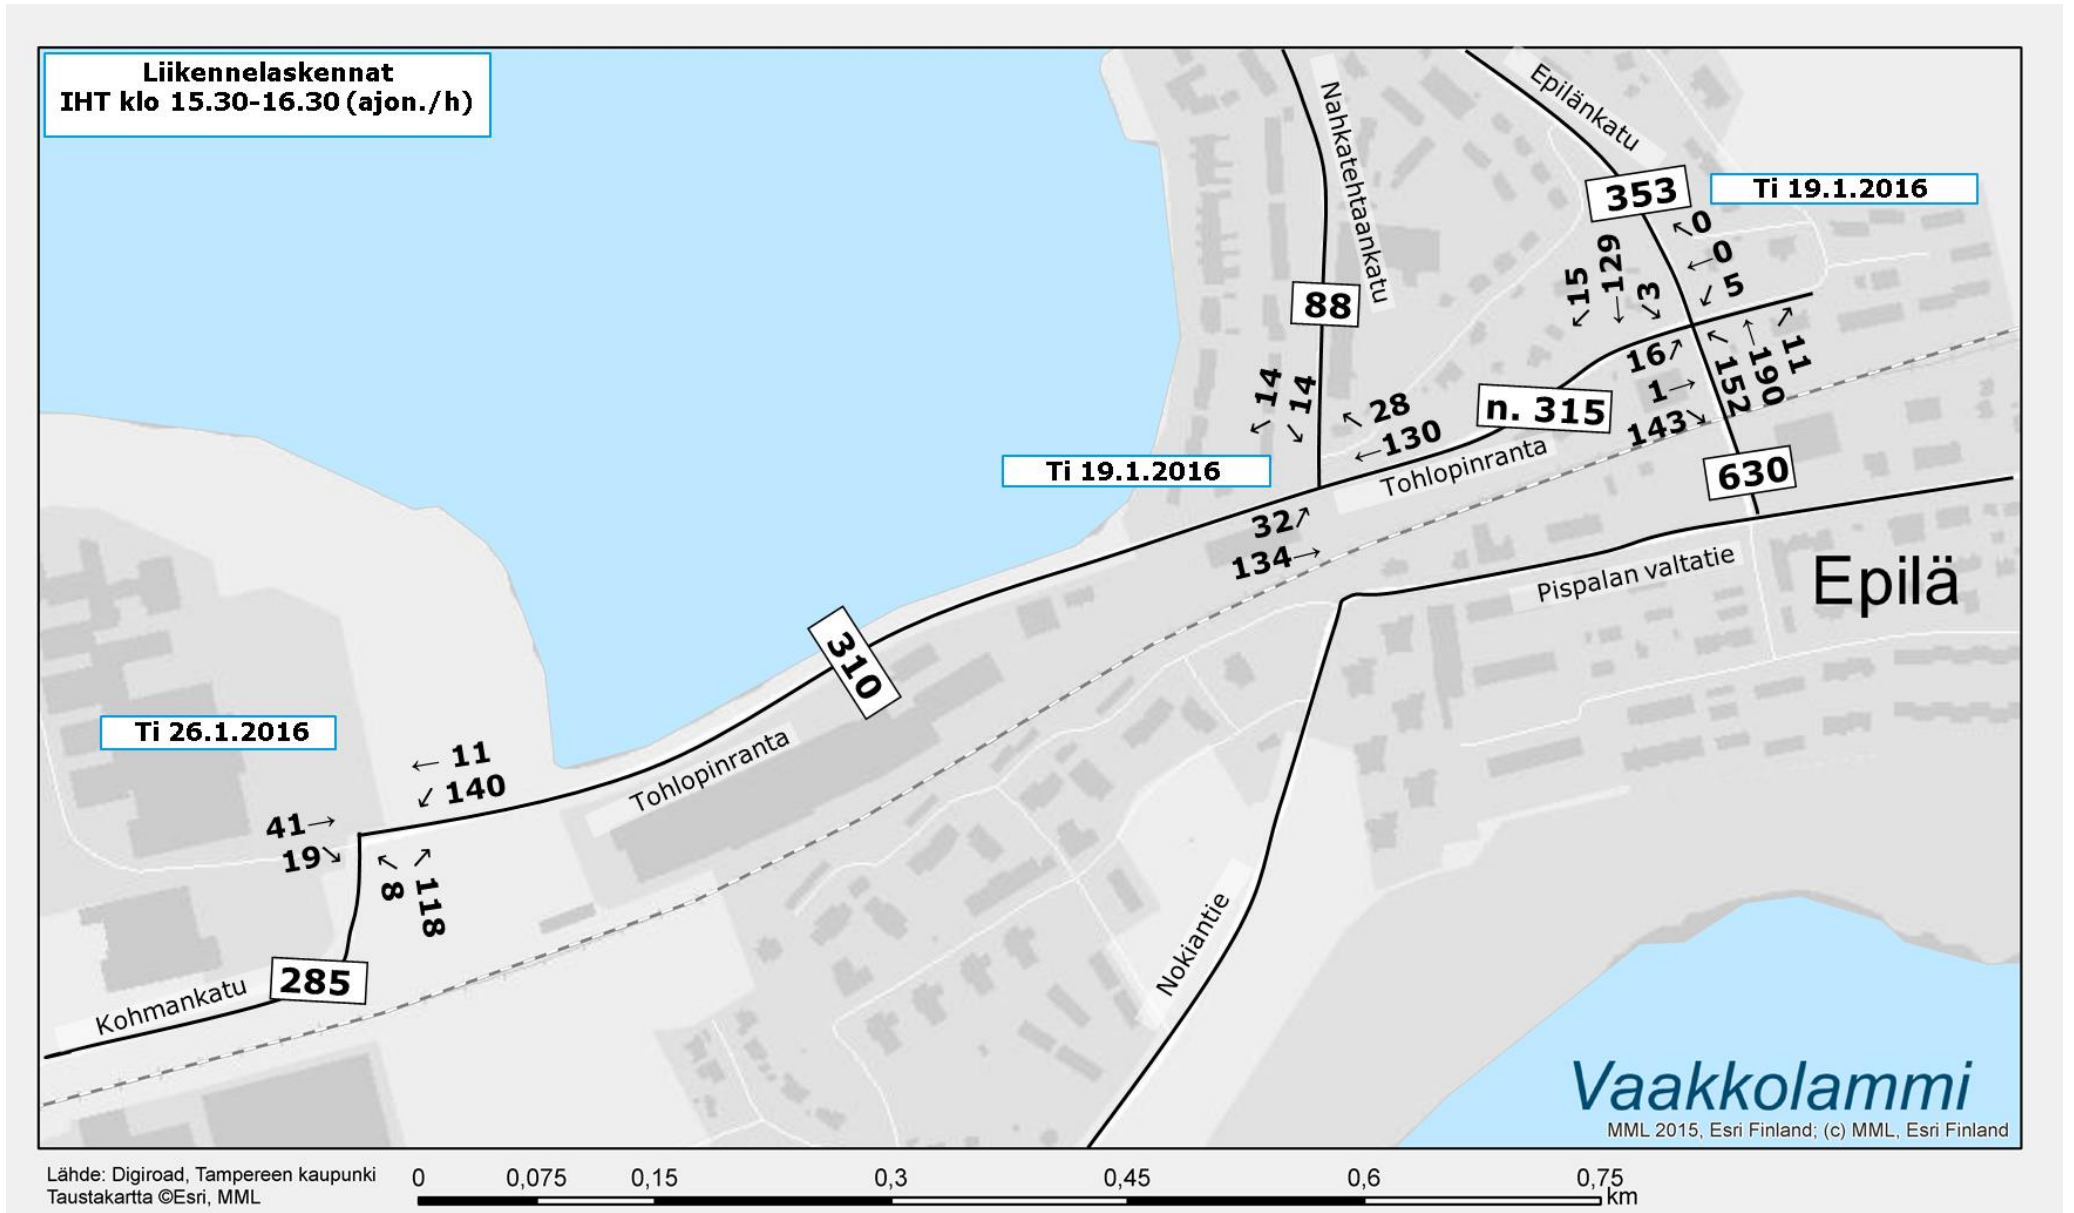 Liikennelaskennat
IHT klo 15.30-16.30 (ajon./h)
Nahkatehtaankatu
Epilänkatu
353
Ti 19.1.2016
↖0
←0
↙5
↙15
←129
↘3
88
16↗
1→
143↘
↖152
←190
↗11
n. 315
↖14
↙14
↖28
←130
Ti 19.1.2016
Tohlopinranta
630
32↗
134→
Pispalan valtatie
Epilä
310
Ti 26.1.2016
Tohlopinranta
←11
↙140
41→
19↘
↖8
↗118
Nokiantie
285
Kohmankatu
Vaakkolammi
MML 2015, Esri Finland; (c) MML, Esri Finland
Lähde: Digiroad, Tampereen kaupunki
Taustakartta ©Esri, MML
0 0,075 0,15 0,3 0,45 0,6 0,75
km